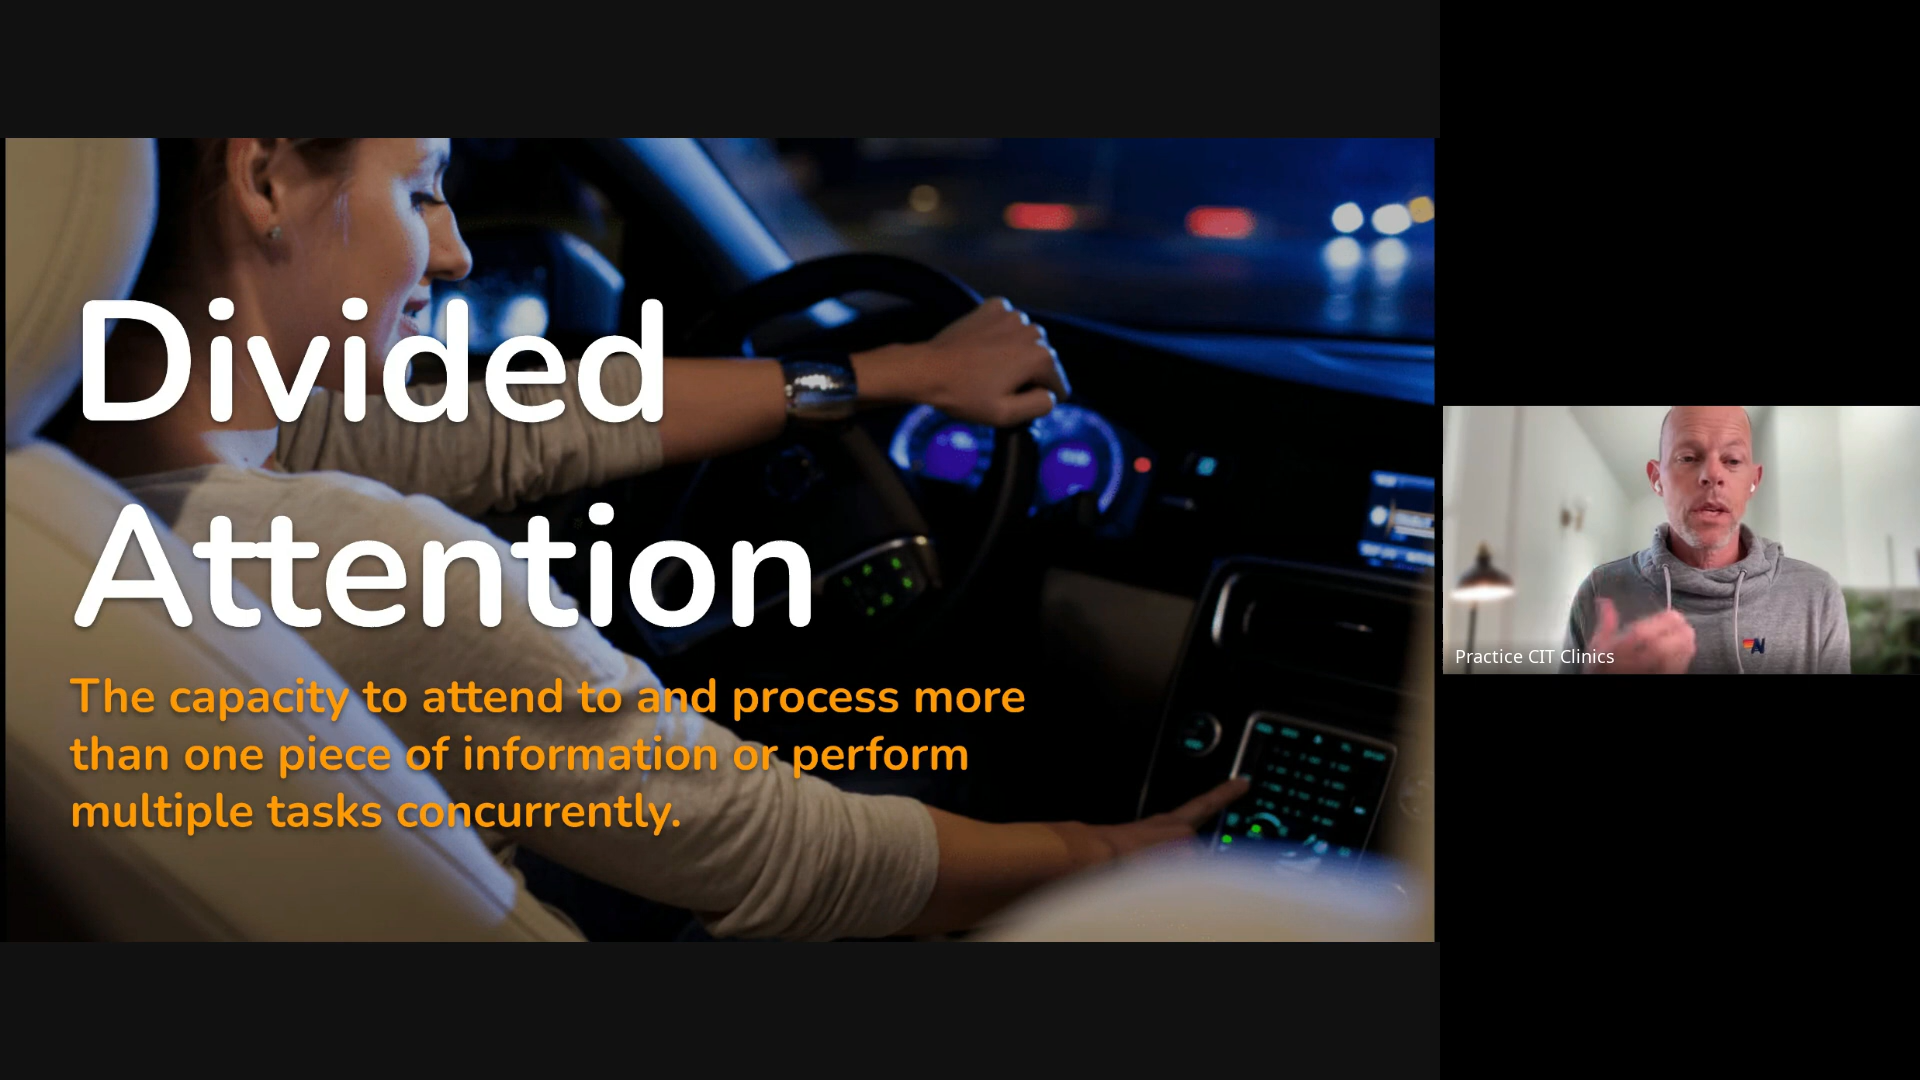 Divided
Attention
The capacity to attend to and process more
than one piece of information or perform
multiple tasks concurrently.
Practice CIT Clinics